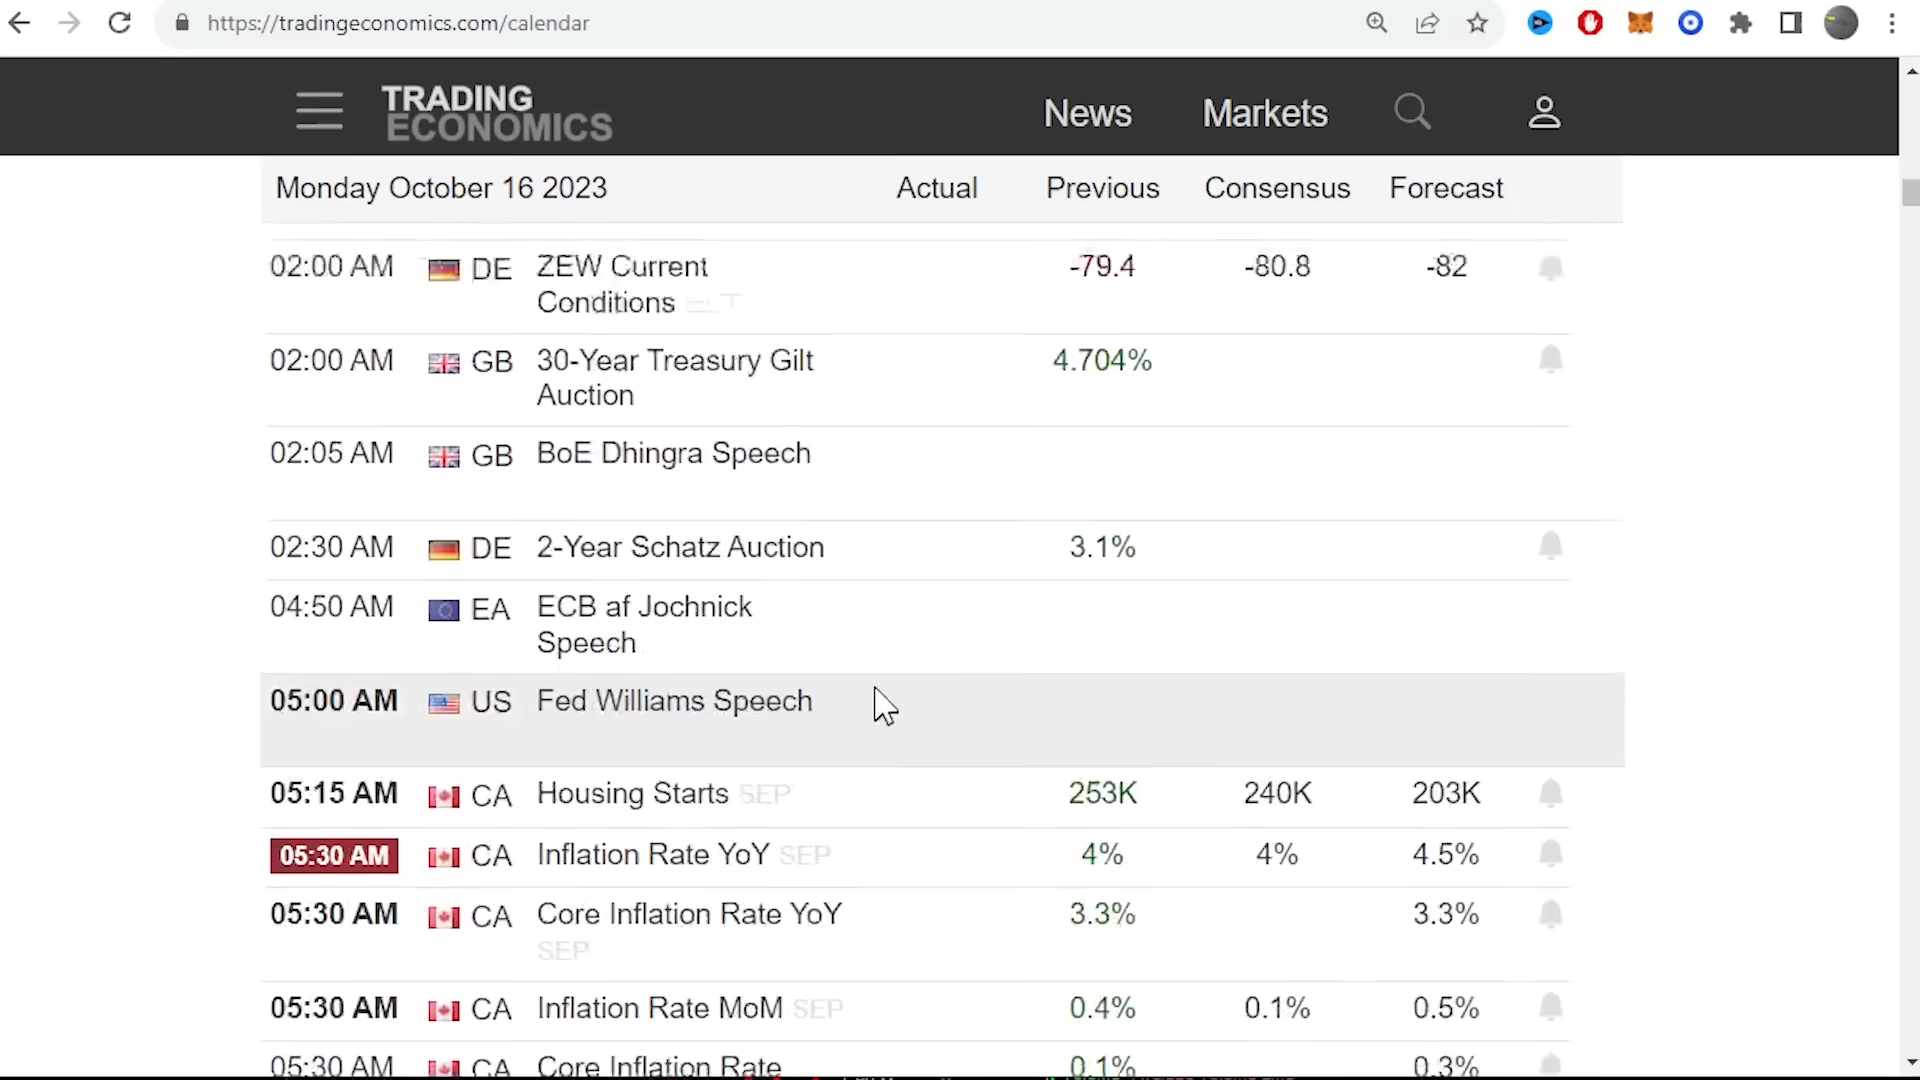 https://tradingeconomics.com/calendar
TRADING
ECONOMICS
News Markets
Monday October 16 2023 Actual Previous Consensus Forecast
02:00 AM DE ZEW Current -79.4 -80.8 -82
Conditions
02:00 AM GB 30-Year Treasury Gilt 4.704%
Auction
02:05 AM GB BoE Dhingra Speech
02:30 AM DE 2-Year Schatz Auction 3.1%
04:50 AM EA ECB af Jochnick
Speech
05:00 AM US Fed Williams Speech
05:15 AM CA Housing Starts SEP 253K 240K 203K
05:30 AM CA Inflation Rate YoY SEP 4% 4% 4.5%
05:30 AM CA Core Inflation Rate YoY 3.3% 3.3%
SEP
05:30 AM CA Inflation Rate MoM SEP 0.4% 0.1% 0.5%
05:30 AM CA Core Inflation Rate 0.1% 0.3%